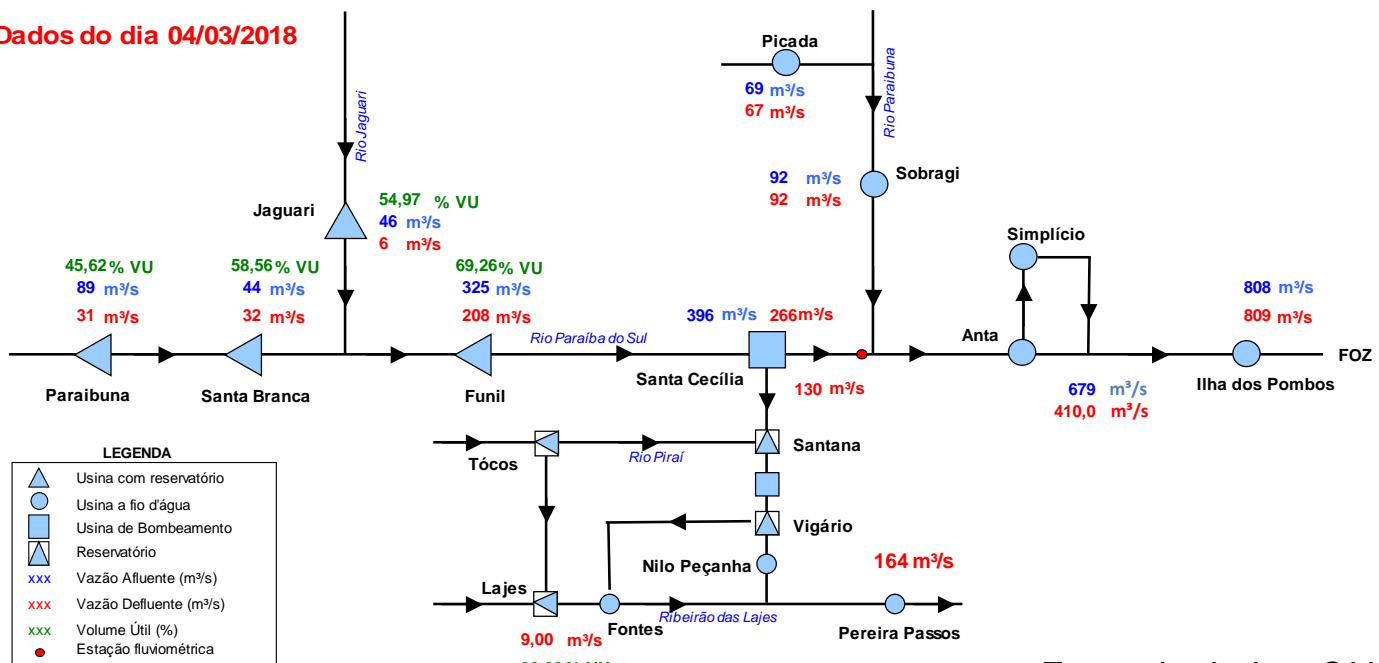 Dados do dia 04/03/2018
Picada
69 m³/s
67 m³/s
Rio Paraibuna
Rio Jaguari
Sobragi
92 m³/s
92 m³/s
Jaguari
54,97 % VU
46 m³/s
6 m³/s
Simplício
45,62% VU
89 m³/s
31 m³/s
58,56% VU
44 m³/s
32 m³/s
69,26% VU
325 m³/s
208 m³/s
Rio Paraíba do Sul
396 m³/s 266m³/s
808 m³/s
809 m³/s
Anta
FOZ
Paraibuna
Santa Branca
Funil
Santa Cecília
130 m³/s
679 m³/s
410,0 m³/s
Ilha dos Pombos
Tócos
Rio Piraí
Santana
Vigário
Nilo Peçanha
164 m³/s
Lajes
Fontes
Ribeirão das Lajes
Pereira Passos
9,00 m³/s
LEGENDA
Usina com reservatório
Usina a fio d'água
Usina de Bombeamento
Reservatório
xxx Vazão Afluente (m³/s)
xxx Vazão Defluente (m³/s)
xxx Volume Útil (%)
Estação fluviométrica